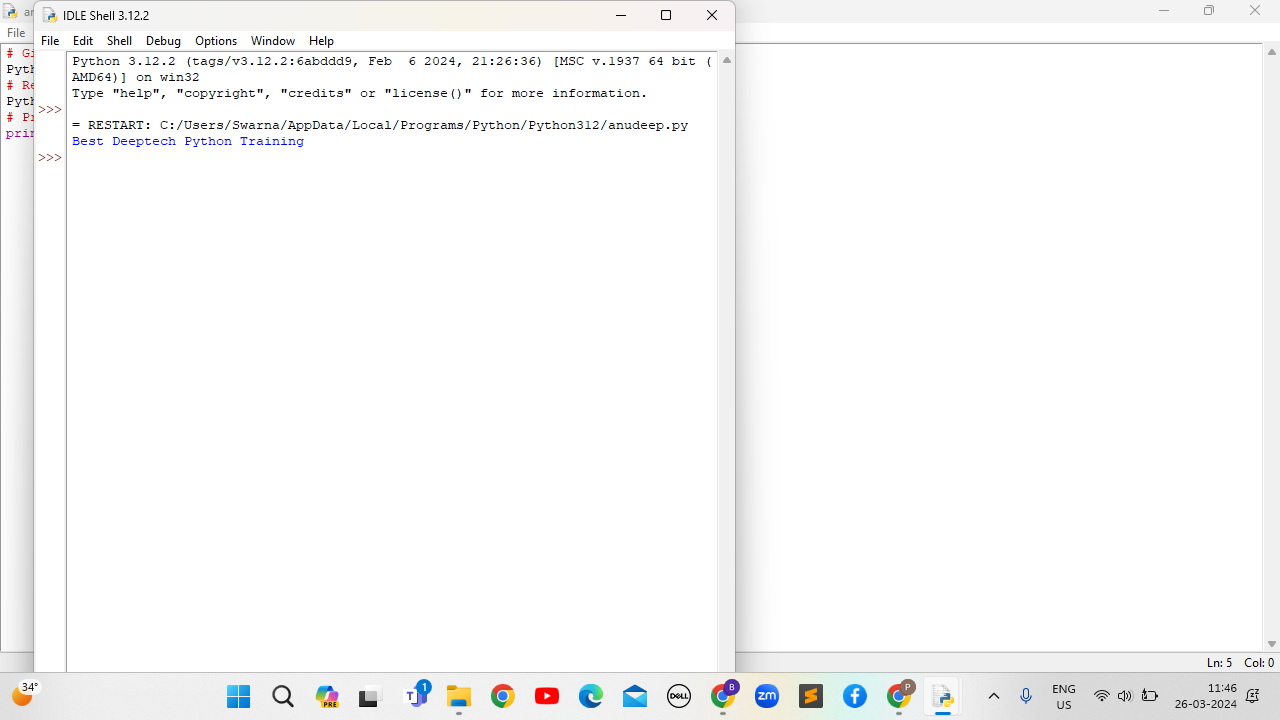 IDLE Shell 3.12.2
File Edit Shell Debug Options Window Help
Python 3.12.2 (tags/v3.12.2:6abddd9, Feb  6 2024, 21:26:36) [MSC v.1937 64 bit (
AMD64)] on win32
Type "help", "copyright", "credits" or "license()" for more information.
>>>
= RESTART: C:/Users/Swarna/AppData/Local/Programs/Python/Python312/anudeep.py
Best Deeptech Python Training
>>>
File
# Gi
Pyth
# Re
Pyth
# Pr
prin
Ln: 5 Col: 0
34°
PRE
1
DELL
B
zm
P
ENG
US
11:46
26-03-2024